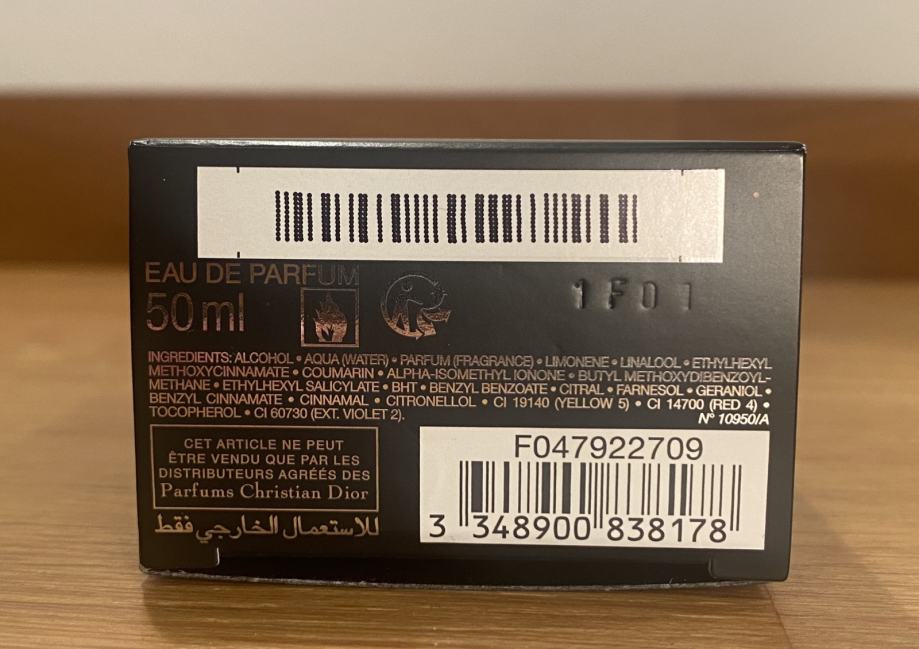 EAU DE PARFUM
50 ml
1F01
INGREDIENTS: ALCOHOL • AQUA (WATER) • PARFUM (FRAGRANCE) • LIMONENE • LINALOOL • ETHYLHEXYL
METHOXYCINNAMATE • COUMARIN • ALPHA-ISOMETHYL IONONE • BUTYL METHOXYDIBENZOYL-
METHANE • ETHYLHEXYL SALICYLATE • BHT • BENZYL BENZOATE • CITRAL • FARNESOL • GERANIOL •
BENZYL CINNAMATE • CINNAMAL • CITRONELLOL • CI 19140 (YELLOW 5) • CI 14700 (RED 4) •
TOCOPHEROL • CI 60730 (EXT. VIOLET 2).
N° 10950/A
CET ARTICLE NE PEUT
ÊTRE VENDU QUE PAR LES
DISTRIBUTEURS AGRÉÉS DES
Parfums Christian Dior
للاستعمال الخارجي فقط
F047922709
3 348900 838178